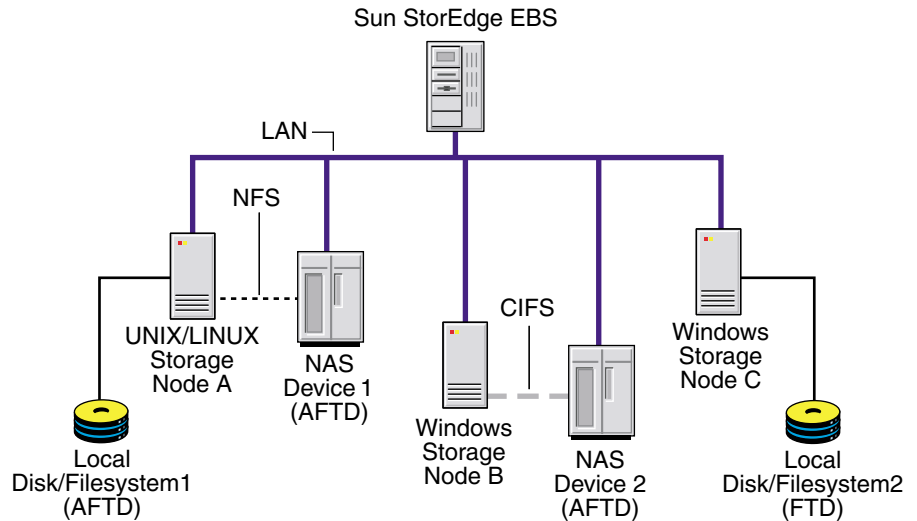 Sun StorEdge EBS
LAN
NFS
UNIX/LINUX
Storage
Node A
NAS
Device 1
(AFTD)
CIFS
Windows
Storage
Node B
NAS
Device 2
(AFTD)
Windows
Storage
Node C
Local
Disk/Filesystem1
(AFTD)
Local
Disk/Filesystem2
(FTD)